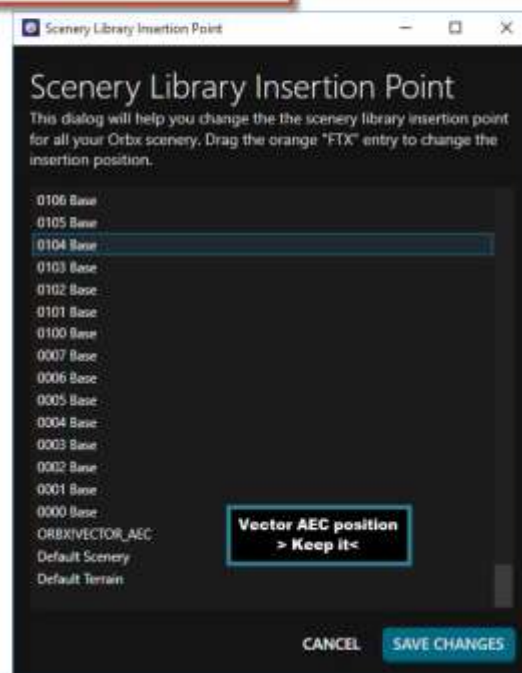 Scenery Library Insertion Point
Scenery Library Insertion Point
This dialog will help you change the the scenery library insertion point
for all your Orbx scenery. Drag the orange "FTX" entry to change the
insertion position.
0106 Base
0105 Base
0104 Base
0103 Base
0102 Base
0101 Base
0100 Base
0007 Base
0006 Base
0005 Base
0004 Base
0003 Base
0002 Base
0001 Base
0000 Base
ORBX!VECTOR_AEC
Vector AEC position
> Keep it<
Default Scenery
Default Terrain
CANCEL
SAVE CHANGES